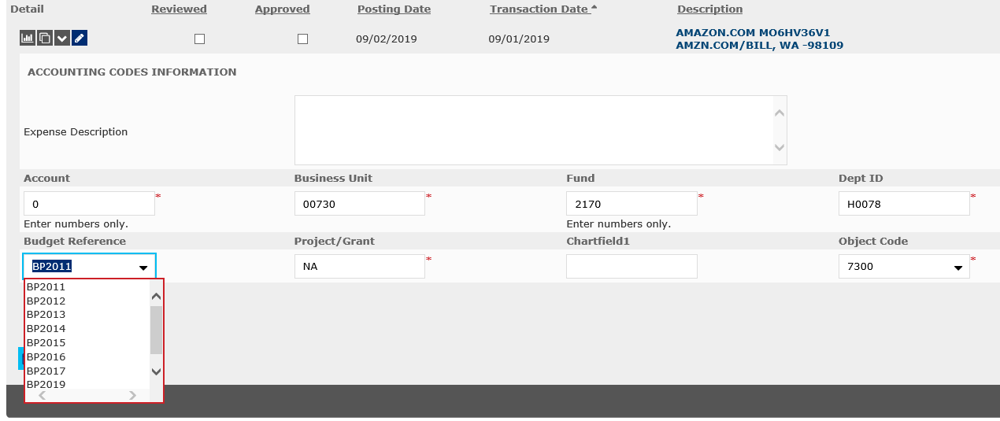 Detail Reviewed Approved Posting Date Transaction Date Description
09/02/2019 09/01/2019 AMAZON.COM MO6HV36V1
AMZN.COM/BILL, WA -98109
ACCOUNTING CODES INFORMATION
Expense Description
Account Business Unit Fund Dept ID
0 * 00730 * 2170 * H0078 *
Enter numbers only. Enter numbers only.
Budget Reference Project/Grant Chartfield1 Object Code
BP2011 NA * 7300 *
BP2011
BP2012
BP2013
BP2014
BP2015
BP2016
BP2017
BP2019